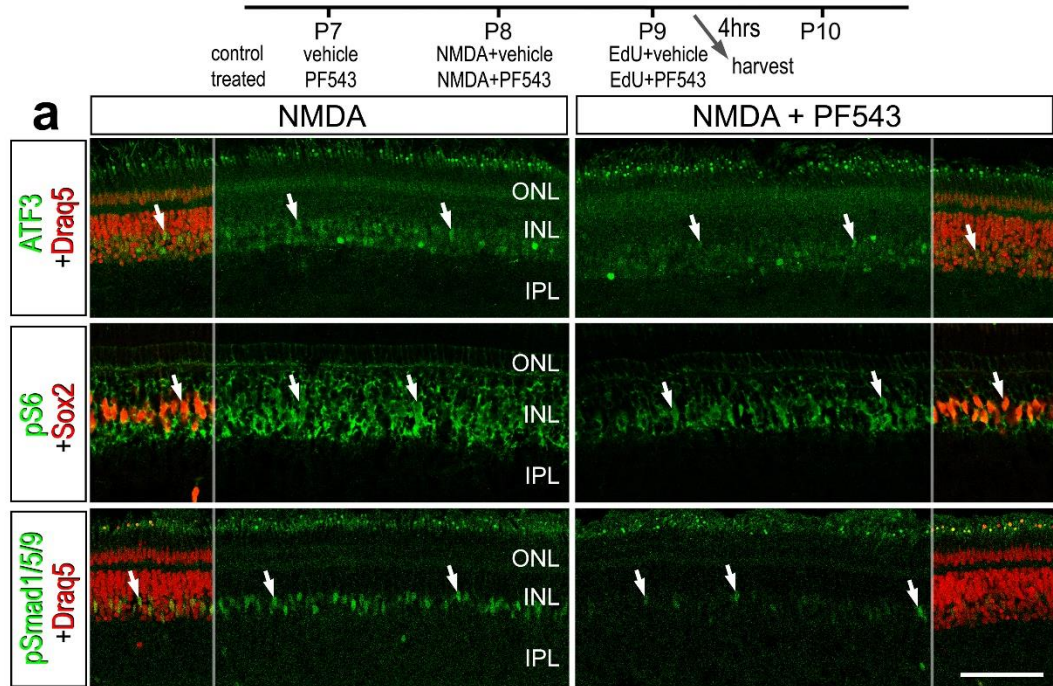 P7 P8 P9 4hrs P10
control vehicle NMDA+vehicle EdU+vehicle harvest
treated PF543 NMDA+PF543 EdU+PF543
a NMDA NMDA + PF543
ATF3
+Draq5
ONL
INL
IPL
pS6
+Sox2
ONL
INL
IPL
pSmad1/5/9
+Draq5
ONL
INL
IPL